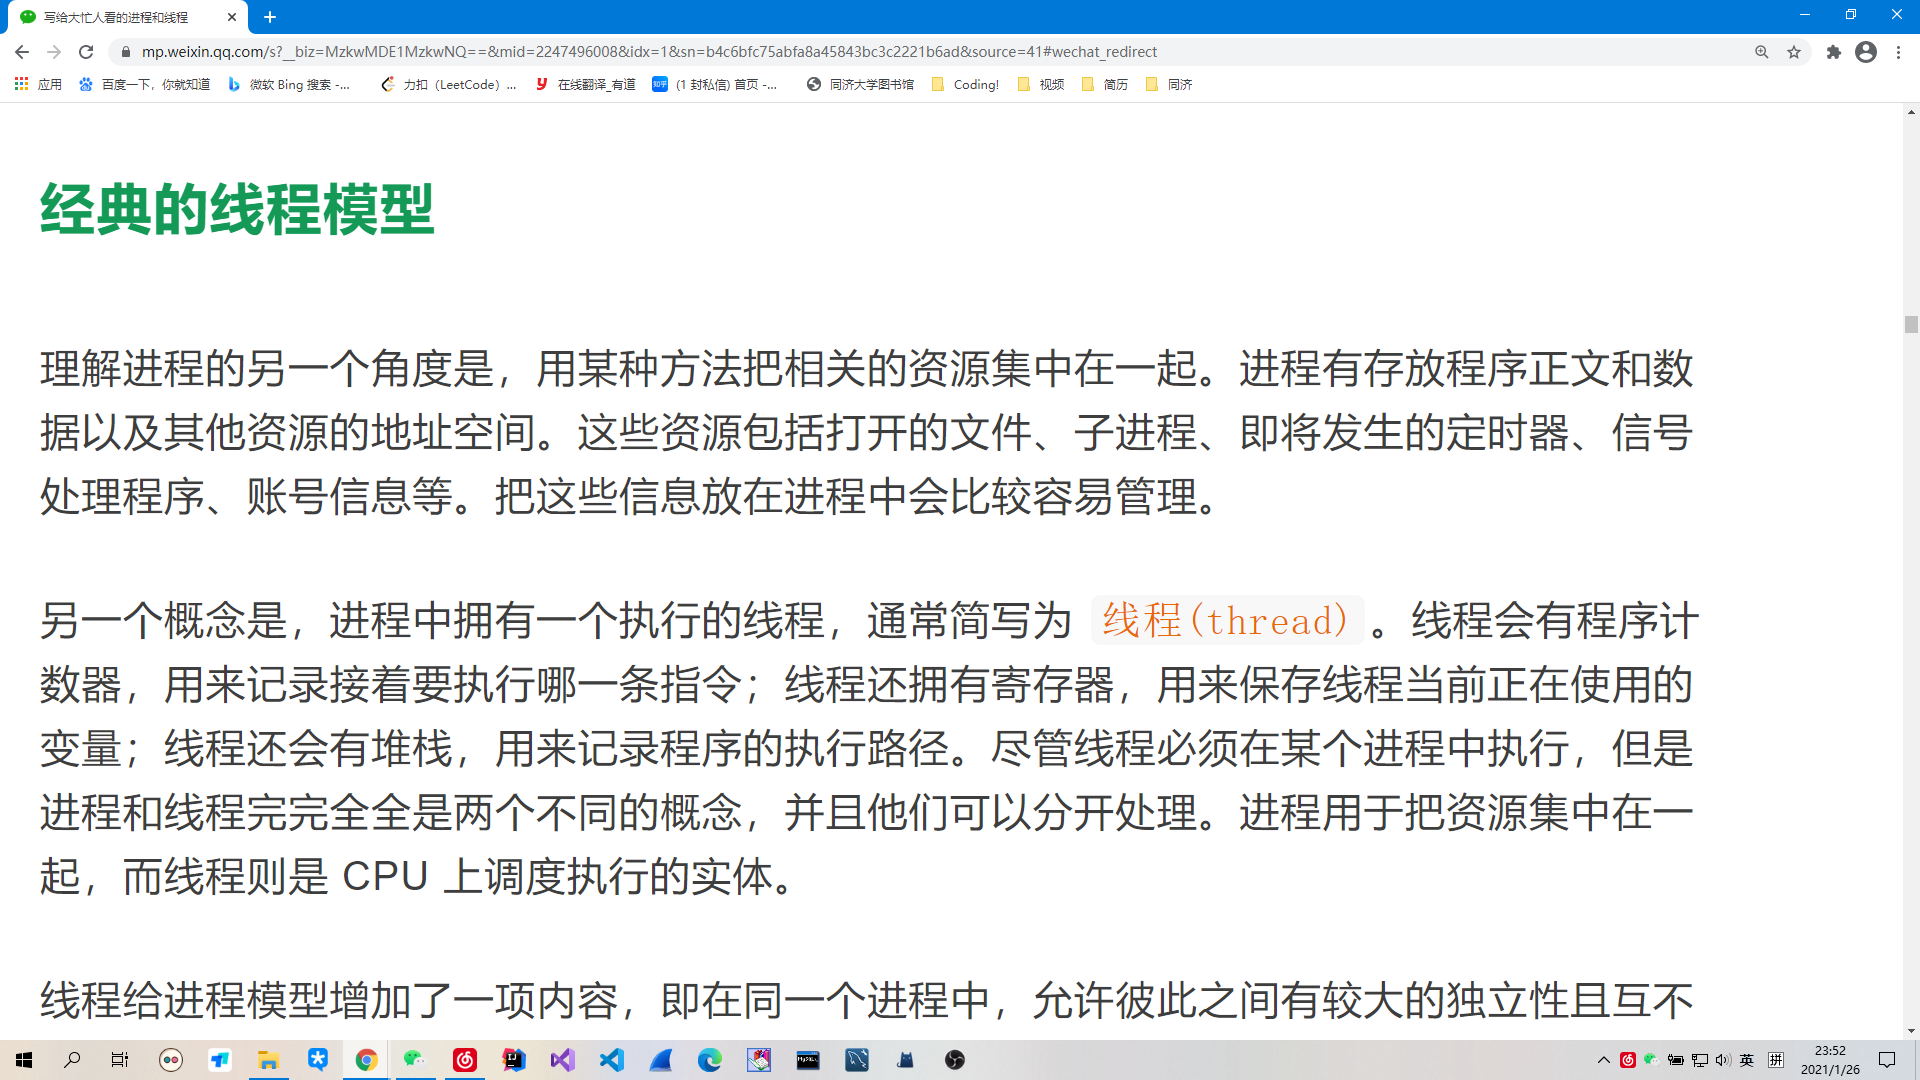 写给大忙人看的进程和线程
mp.weixin.qq.com/s?__biz=MzkwMDE1MzkwNQ==&mid=2247496008&idx=1&sn=b4c6bfc75abfa8a45843bc3c2221b6ad&source=41#wechat_redirect
应用 百度一下，你就知道 微软 Bing 搜索 -... 力扣（LeetCode）... 在线翻译_有道 知乎 (1 封私信) 首页 -... 同济大学图书馆 Coding! 视频 简历 同济
经典的线程模型
理解进程的另一个角度是，用某种方法把相关的资源集中在一起。进程有存放程序正文和数
据以及其他资源的地址空间。这些资源包括打开的文件、子进程、即将发生的定时器、信号
处理程序、账号信息等。把这些信息放在进程中会比较容易管理。
另一个概念是，进程中拥有一个执行的线程，通常简写为 线程(thread) 。线程会有程序计
数器，用来记录接着要执行哪一条指令；线程还拥有寄存器，用来保存线程当前正在使用的
变量；线程还会有堆栈，用来记录程序的执行路径。尽管线程必须在某个进程中执行，但是
进程和线程完完全全是两个不同的概念，并且他们可以分开处理。进程用于把资源集中在一
起，而线程则是 CPU 上调度执行的实体。
线程给进程模型增加了一项内容，即在同一个进程中，允许彼此之间有较大的独立性且互不
英 拼 23:52
2021/1/26